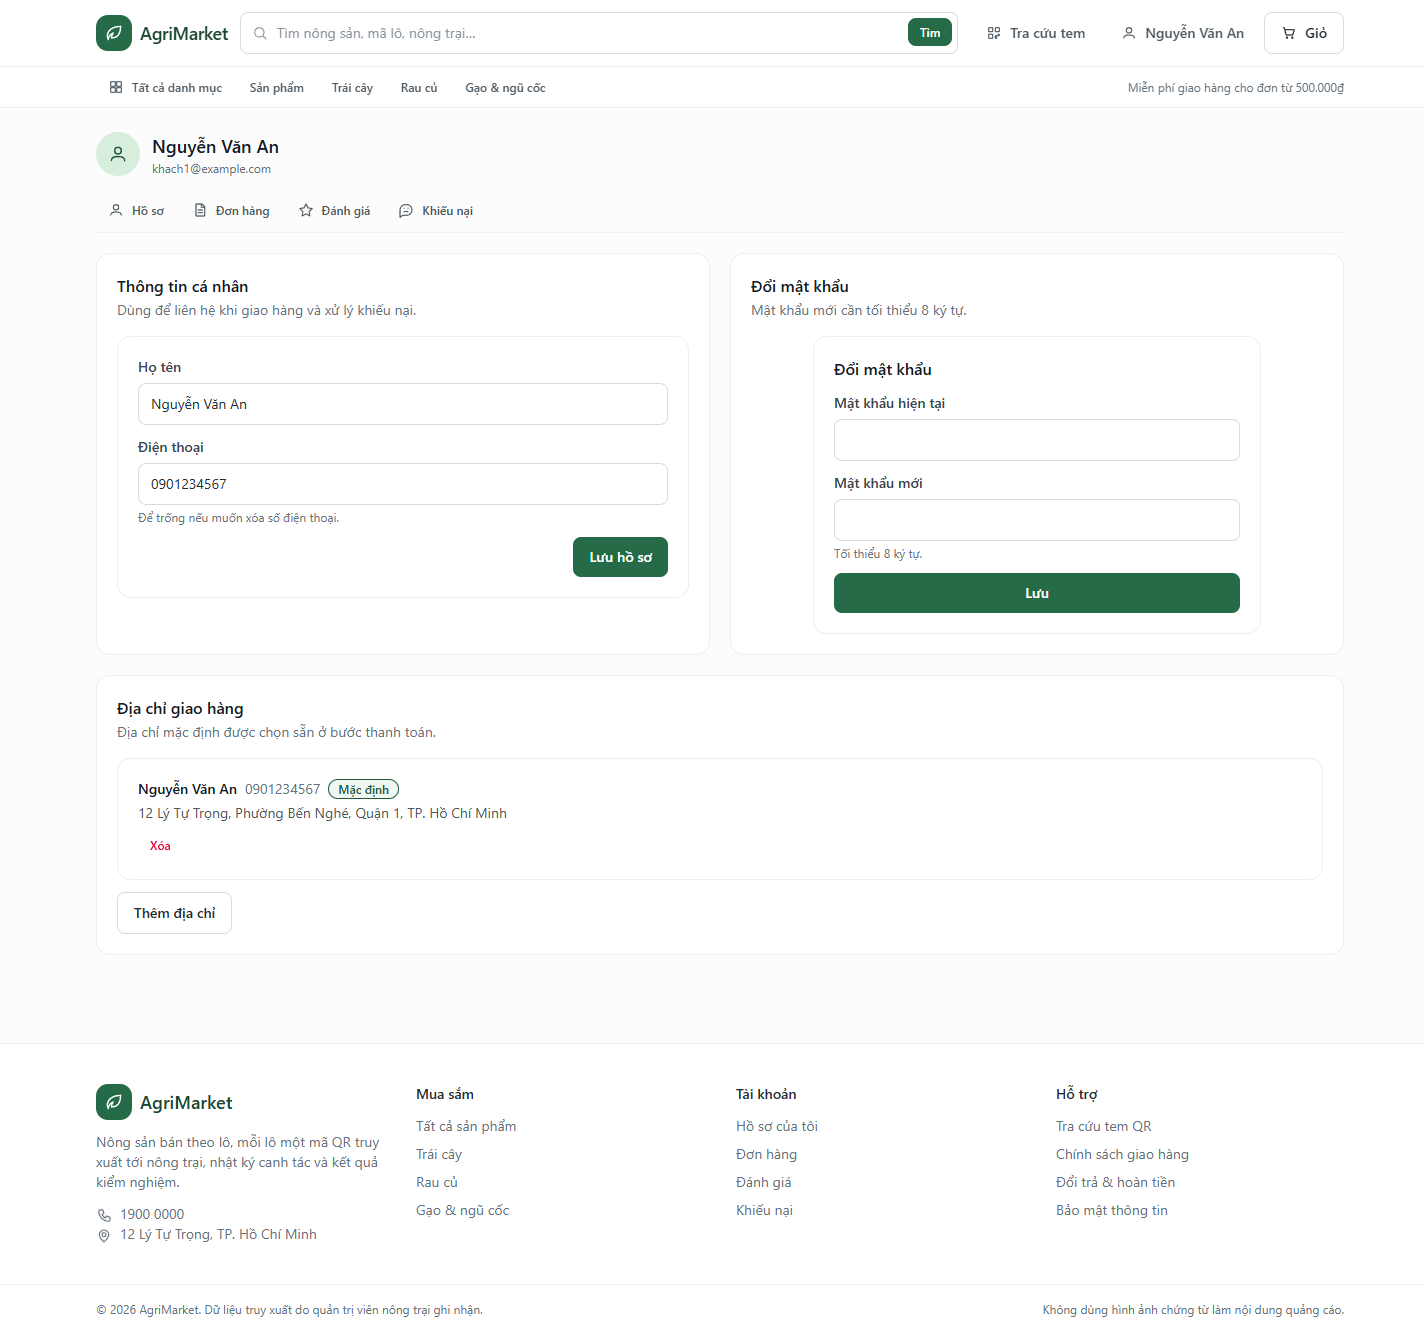 AgriMarket
Tìm nông sản, mã lô, nông trại...
Tìm
Tra cứu tem
Nguyễn Văn An
Giỏ
Tất cả danh mục
Sản phẩm
Trái cây
Rau củ
Gạo & ngũ cốc
Miễn phí giao hàng cho đơn từ 500.000₫
Nguyễn Văn An
khach1@example.com
Hồ sơ
Đơn hàng
Đánh giá
Khiếu nại
Thông tin cá nhân
Dùng để liên hệ khi giao hàng và xử lý khiếu nại.
Họ tên
Nguyễn Văn An
Điện thoại
0901234567
Để trống nếu muốn xóa số điện thoại.
Lưu hồ sơ
Đổi mật khẩu
Mật khẩu mới cần tối thiểu 8 ký tự.
Đổi mật khẩu
Mật khẩu hiện tại
Mật khẩu mới
Tối thiểu 8 ký tự.
Lưu
Địa chỉ giao hàng
Địa chỉ mặc định được chọn sẵn ở bước thanh toán.
Nguyễn Văn An 0901234567 Mặc định
12 Lý Tự Trọng, Phường Bến Nghé, Quận 1, TP. Hồ Chí Minh
Xóa
Thêm địa chỉ
AgriMarket
Nông sản bán theo lô, mỗi lô một mã QR truy
xuất tới nông trại, nhật ký canh tác và kết quả
kiểm nghiệm.
1900 0000
12 Lý Tự Trọng, TP. Hồ Chí Minh
Mua sắm
Tất cả sản phẩm
Trái cây
Rau củ
Gạo & ngũ cốc
Tài khoản
Hồ sơ của tôi
Đơn hàng
Đánh giá
Khiếu nại
Hỗ trợ
Tra cứu tem QR
Chính sách giao hàng
Đổi trả & hoàn tiền
Bảo mật thông tin
© 2026 AgriMarket. Dữ liệu truy xuất do quản trị viên nông trại ghi nhận.
Không dùng hình ảnh chứng từ làm nội dung quảng cáo.